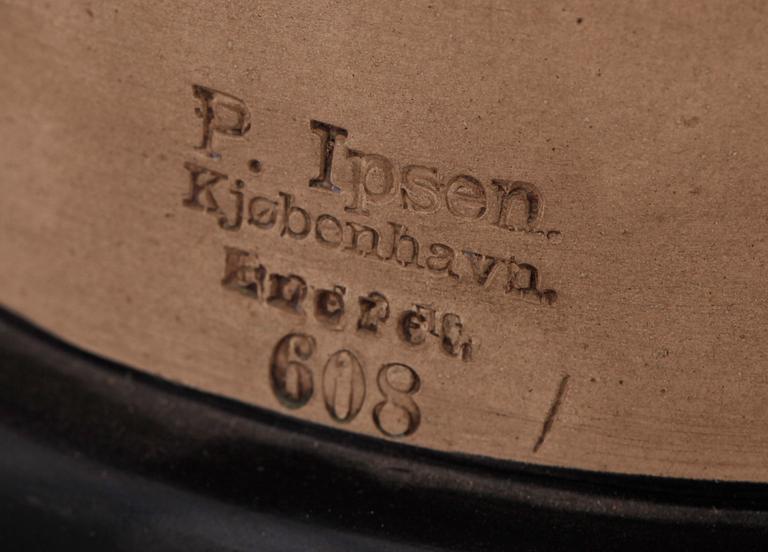 P. Ipsen.
Kjøbenhavn.
Eneret.
608 /